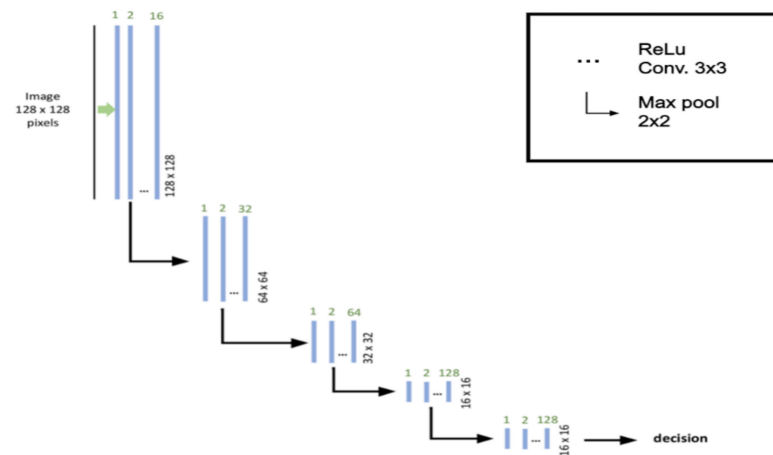 1 2 16
Image
128 x 128
pixels
...
128 x 128
1 2 32
...
64 x 64
1 2 64
...
32 x 32
1 2 128
...
16 x 16
1 2 128
...
16 x 16
decision
... ReLu
Conv. 3x3
Max pool
2x2